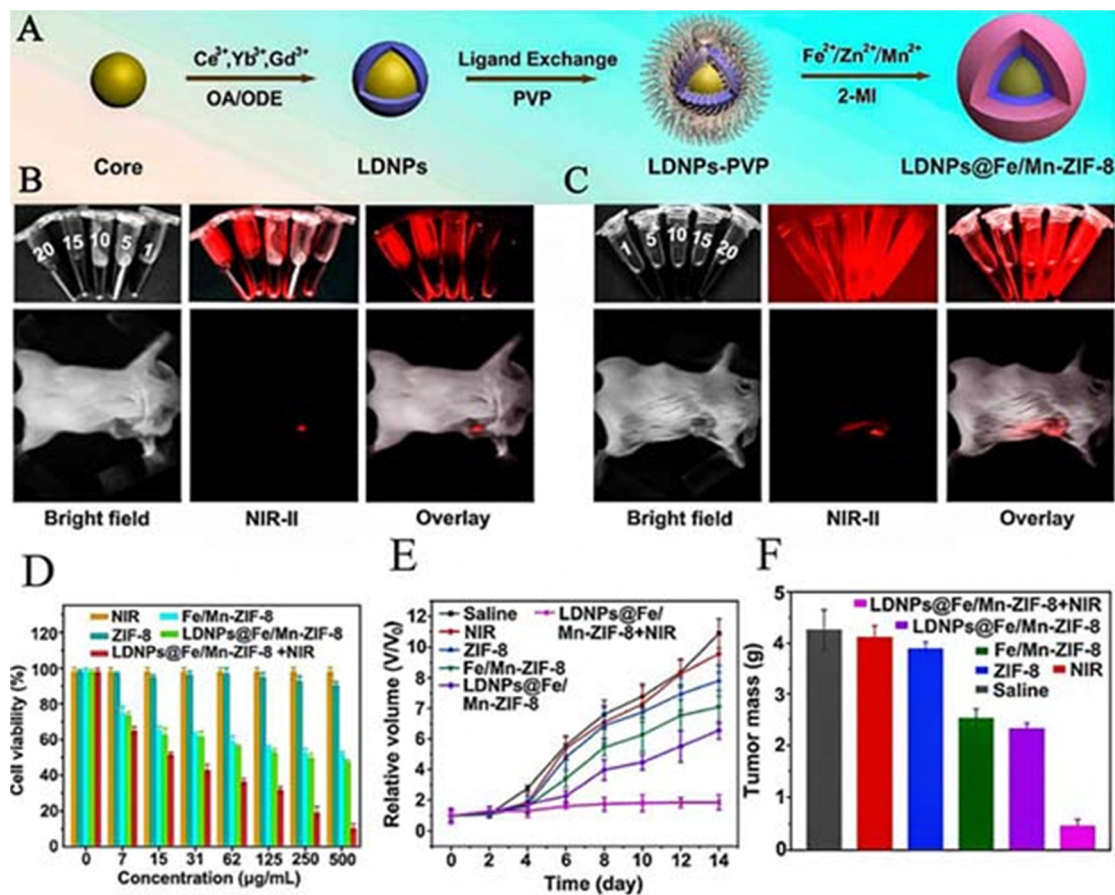 A
Ce3+,Yb3+,Gd3+
OA/ODE
Ligand Exchange
PVP
Fe2+/Zn2+/Mn2+
2-MI
Core
LDNPs
LDNPs-PVP
LDNPs@Fe/Mn-ZIF-8
B
20 15 10 5 1
Bright field
NIR-II
Overlay
C
1 5 10 15 20
Bright field
NIR-II
Overlay
D
NIR
Fe/Mn-ZIF-8
ZIF-8
LDNPs@Fe/Mn-ZIF-8
LDNPs@Fe/Mn-ZIF-8 +NIR
Cell viability (%)
120
100
80
60
40
20
0
0 7 15 31 62 125 250 500
Concentration (μg/mL)
E
Saline
NIR
ZIF-8
Fe/Mn-ZIF-8
LDNPs@Fe/
Mn-ZIF-8
LDNPs@Fe/
Mn-ZIF-8+NIR
Relative volume (V/V0)
12
10
8
6
4
2
0
0 2 4 6 8 10 12 14
Time (day)
F
LDNPs@Fe/Mn-ZIF-8+NIR
LDNPs@Fe/Mn-ZIF-8
Fe/Mn-ZIF-8
ZIF-8
NIR
Saline
Tumor mass (g)
5
4
3
2
1
0